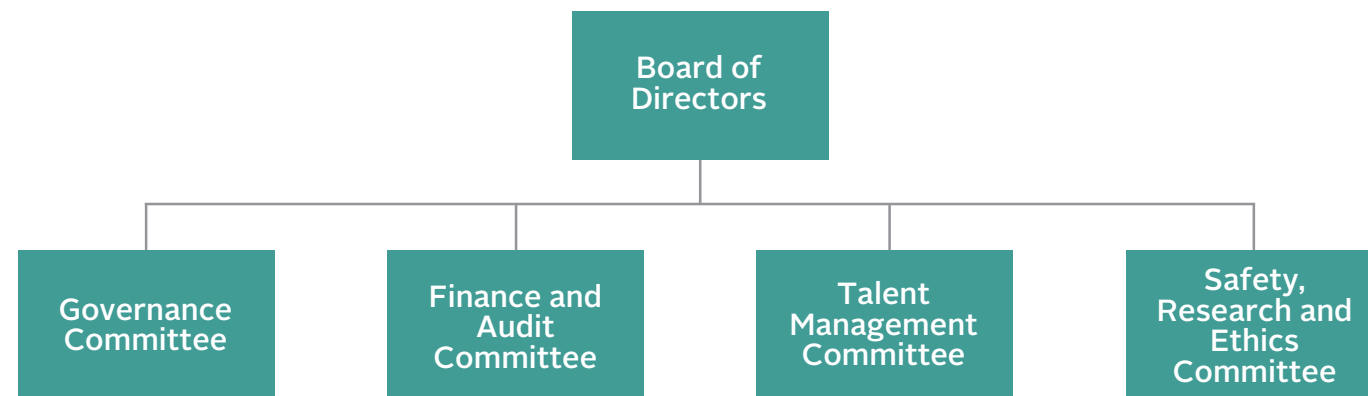 Board of
Directors
Governance
Committee
Finance and
Audit
Committee
Talent
Management
Committee
Safety,
Research and
Ethics
Committee